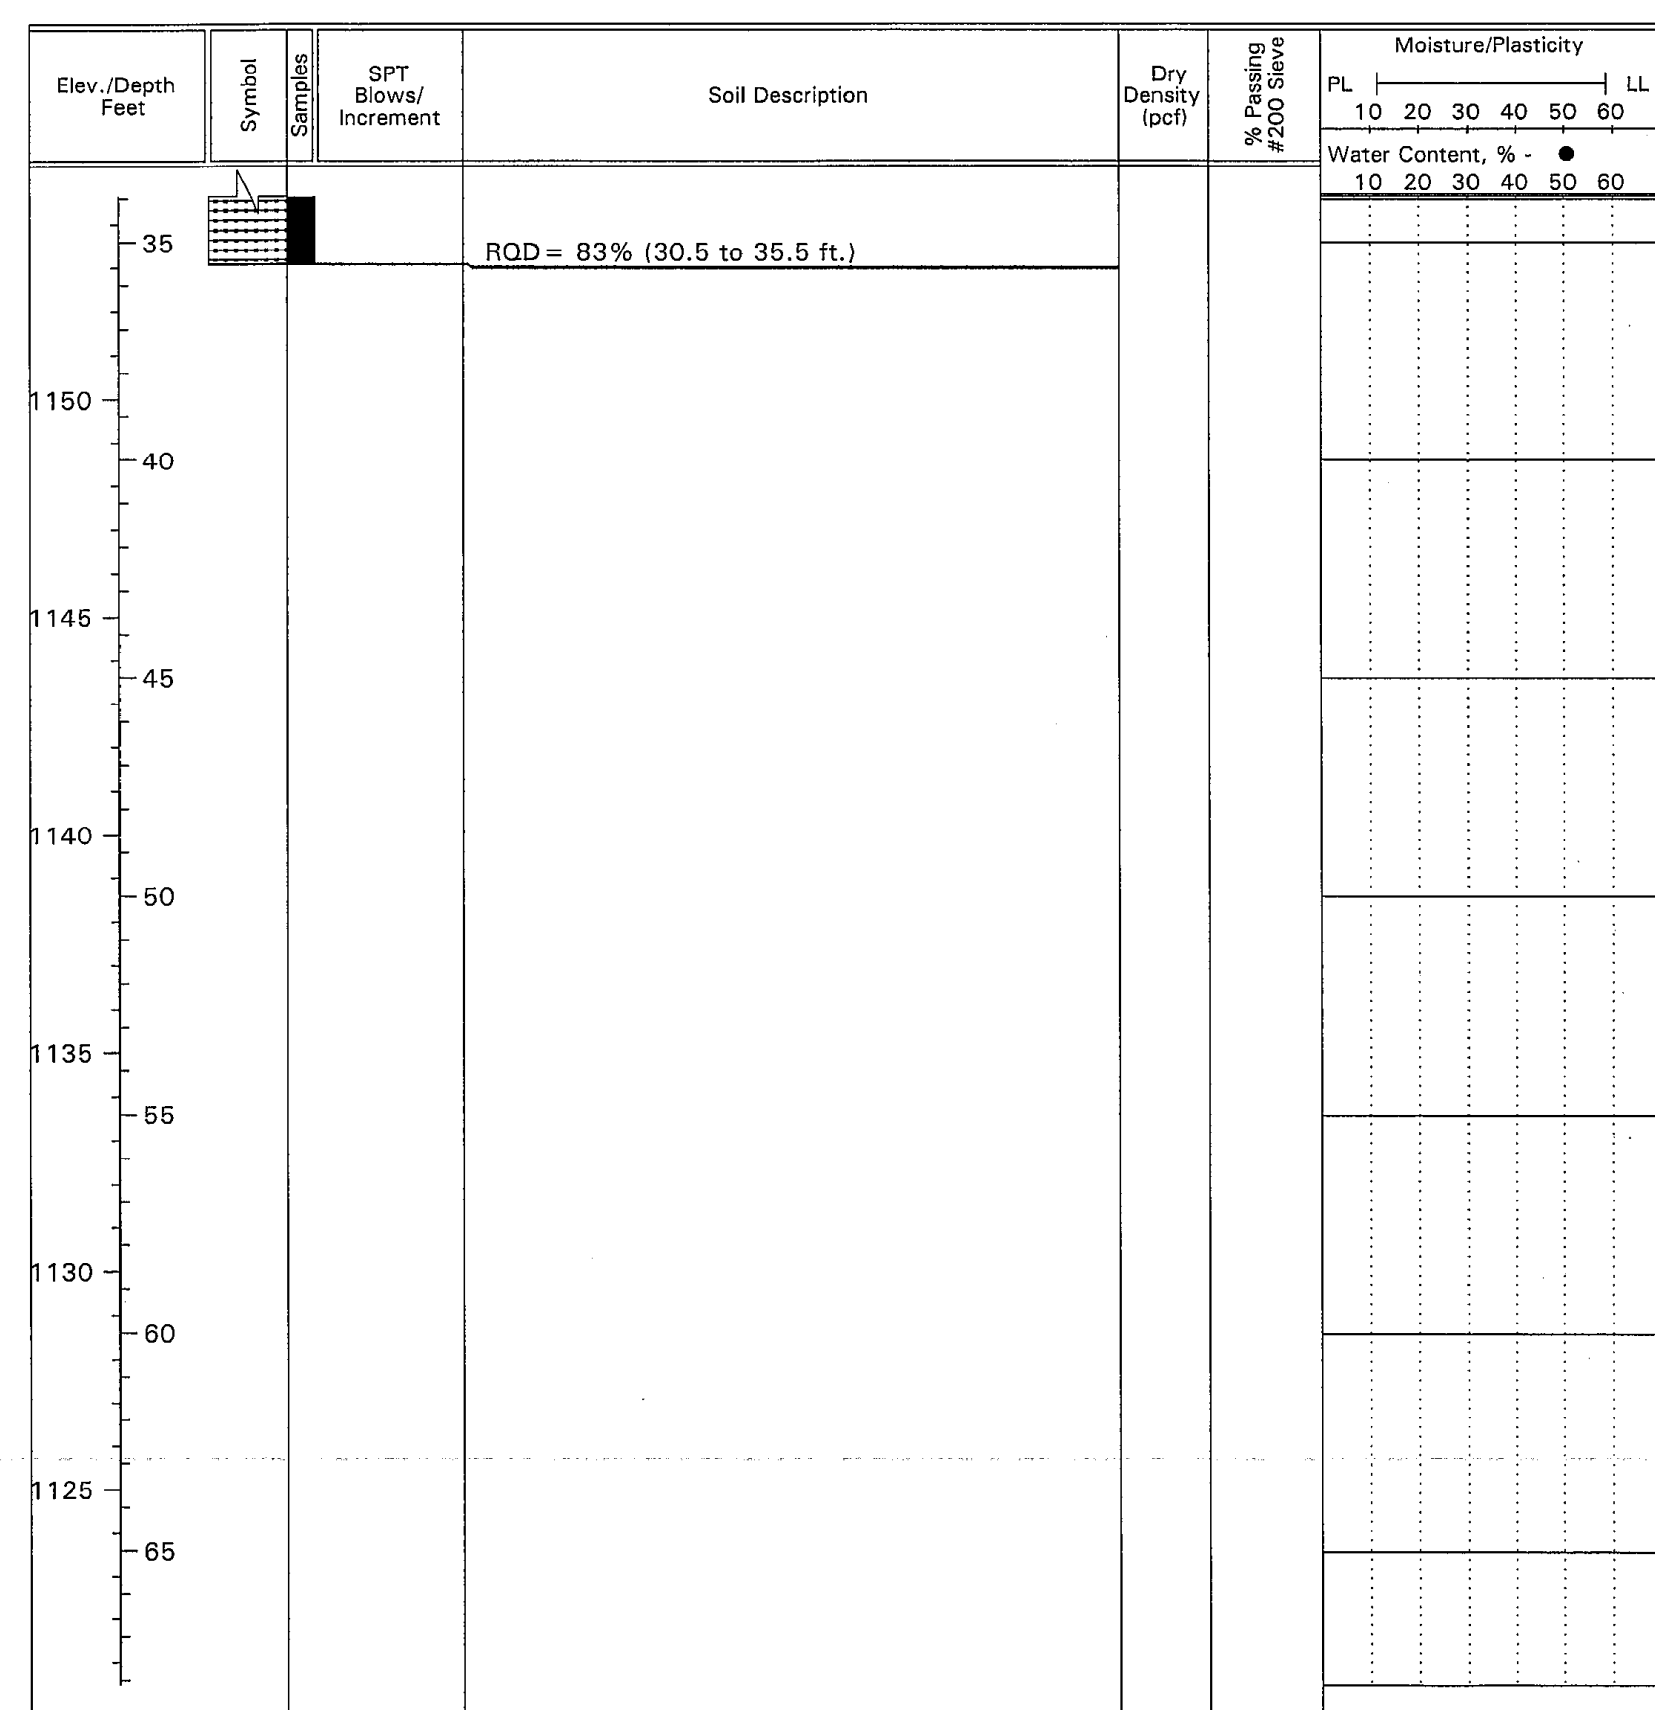 Elev./Depth
Feet
Symbol
Samples
SPT
Blows/
Increment
Soil Description
Dry
Density
(pcf)
% Passing
#200 Sieve
Moisture/Plasticity
PL LL
10 20 30 40 50 60
Water Content, % - ●
10 20 30 40 50 60
35
RQD = 83% (30.5 to 35.5 ft.)
1150
40
1145
45
1140
50
1135
55
1130
60
1125
65